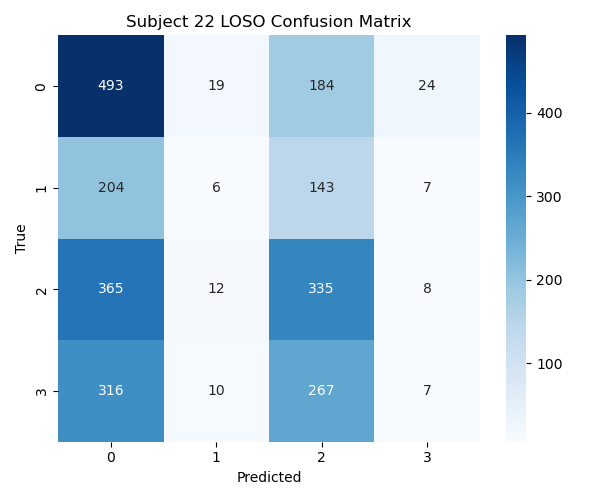 Subject 22 LOSO Confusion Matrix
0 493 19 184 24
1 204 6 143 7
2 365 12 335 8
3 316 10 267 7
0 1 2 3
True
Predicted
400
300
200
100